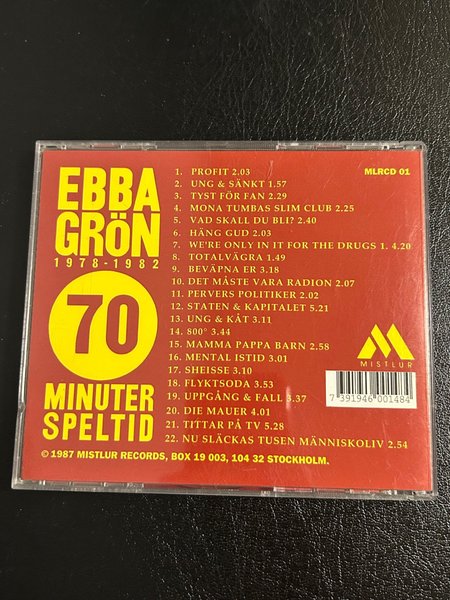 EBBA
GRÖN
1978-1982
70
MINUTER
SPELTID
1. PROFIT 2.03
2. UNG & SÄNKT 1.57
3. TYST FÖR FAN 2.29
4. MONA TUMBAS SLIM CLUB 2.25
5. VAD SKALL DU BLI? 2.40
6. HÄNG GUD 2.03
7. WE'RE ONLY IN IT FOR THE DRUGS 1. 4.20
8. TOTALVÄGRA 1.49
9. BEVÄPNA ER 3.18
10. DET MÅSTE VARA RADION 2.07
11. PERVERS POLITIKER 2.02
12. STATEN & KAPITALET 5.21
13. UNG & KÅT 3.11
14. 800° 3.44
15. MAMMA PAPPA BARN 2.58
16. MENTAL ISTID 3.01
17. SHEISSE 3.10
18. FLYKTSODA 3.53
19. UPPGÅNG & FALL 3.37
20. DIE MAUER 4.01
21. TITTAR PÅ TV 5.28
22. NU SLÄCKAS TUSEN MÄNNISKOLIV 2.54
MLRCD 01
MISTLUR
7 391946 001484
© 1987 MISTLUR RECORDS, BOX 19 003, 104 32 STOCKHOLM.